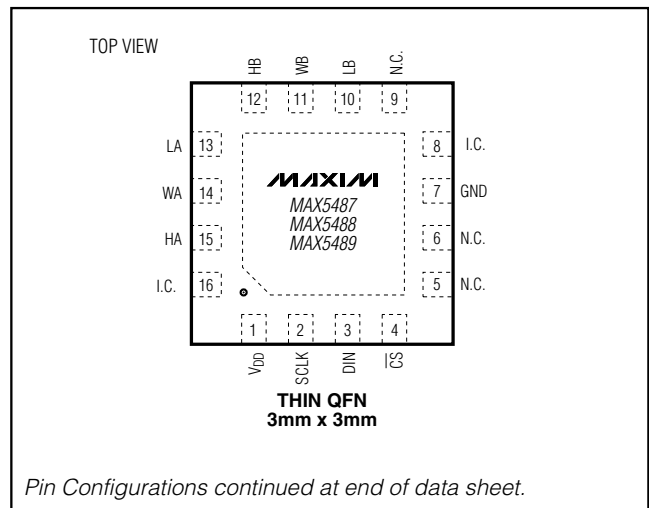 TOP VIEW
HB WB LB N.C.
12 11 10 9
LA 13 8 I.C.
WA 14 7 GND
HA 15 6 N.C.
I.C. 16 5 N.C.
MAXIM
MAX5487
MAX5488
MAX5489
1 2 3 4
VDD SCLK DIN CS
THIN QFN
3mm x 3mm
Pin Configurations continued at end of data sheet.